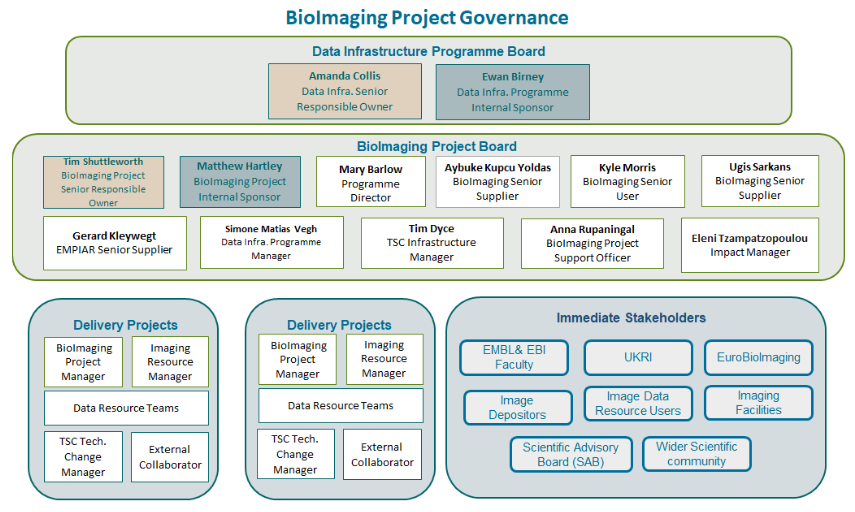 BioImaging Project Governance
Data Infrastructure Programme Board
Amanda Collis
Data Infra. Senior
Responsible Owner
Ewan Birney
Data Infra. Programme
Internal Sponsor
BioImaging Project Board
Tim Shuttleworth
BioImaging Project
Senior Responsible
Owner
Matthew Hartley
BioImaging Project
Internal Sponsor
Mary Barlow
Programme
Director
Aybuke Kupcu Yoldas
BioImaging Senior
Supplier
Kyle Morris
BioImaging Senior
User
Ugis Sarkans
BioImaging Senior
Supplier
Gerard Kleywegt
EMPIAR Senior Supplier
Simone Matias Vegh
Data Infra. Programme
Manager
Tim Dyce
TSC Infrastructure
Manager
Anna Rupaningal
BioImaging Project
Support Officer
Eleni Tzampatzopoulou
Impact Manager
Delivery Projects
BioImaging
Project
Manager
Imaging
Resource
Manager
Data Resource Teams
TSC Tech.
Change
Manager
External
Collaborator
Delivery Projects
BioImaging
Project
Manager
Imaging
Resource
Manager
Data Resource Teams
TSC Tech.
Change
Manager
External
Collaborator
Immediate Stakeholders
EMBL& EBI
Faculty
UKRI
EuroBioImaging
Image
Depositors
Image Data
Resource Users
Imaging
Facilities
Scientific Advisory
Board (SAB)
Wider Scientific
community